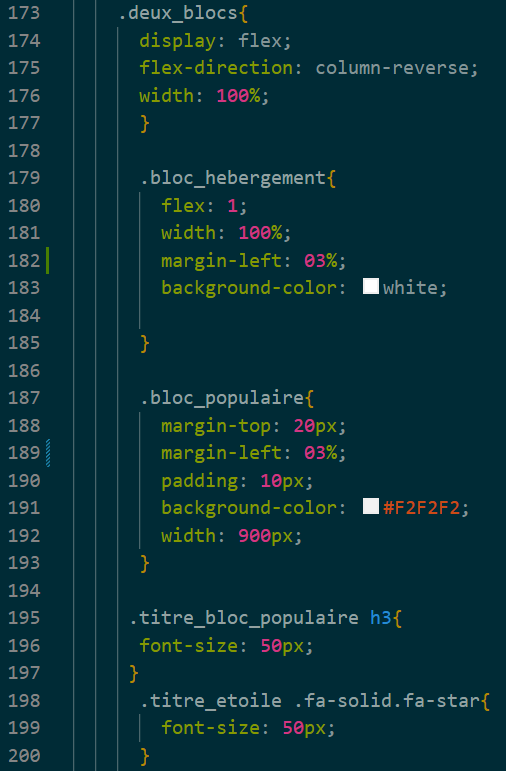 173 .deux_blocs{
174 display: flex;
175 flex-direction: column-reverse;
176 width: 100%;
177 }
178
179 .bloc_hebergement{
180 flex: 1;
181 width: 100%;
182 margin-left: 03%;
183 background-color: white;
184
185 }
186
187 .bloc_populaire{
188 margin-top: 20px;
189 margin-left: 03%;
190 padding: 10px;
191 background-color: #F2F2F2;
192 width: 900px;
193 }
194
195 .titre_bloc_populaire h3{
196 font-size: 50px;
197 }
198 .titre_etoile .fa-solid.fa-star{
199 font-size: 50px;
200 }